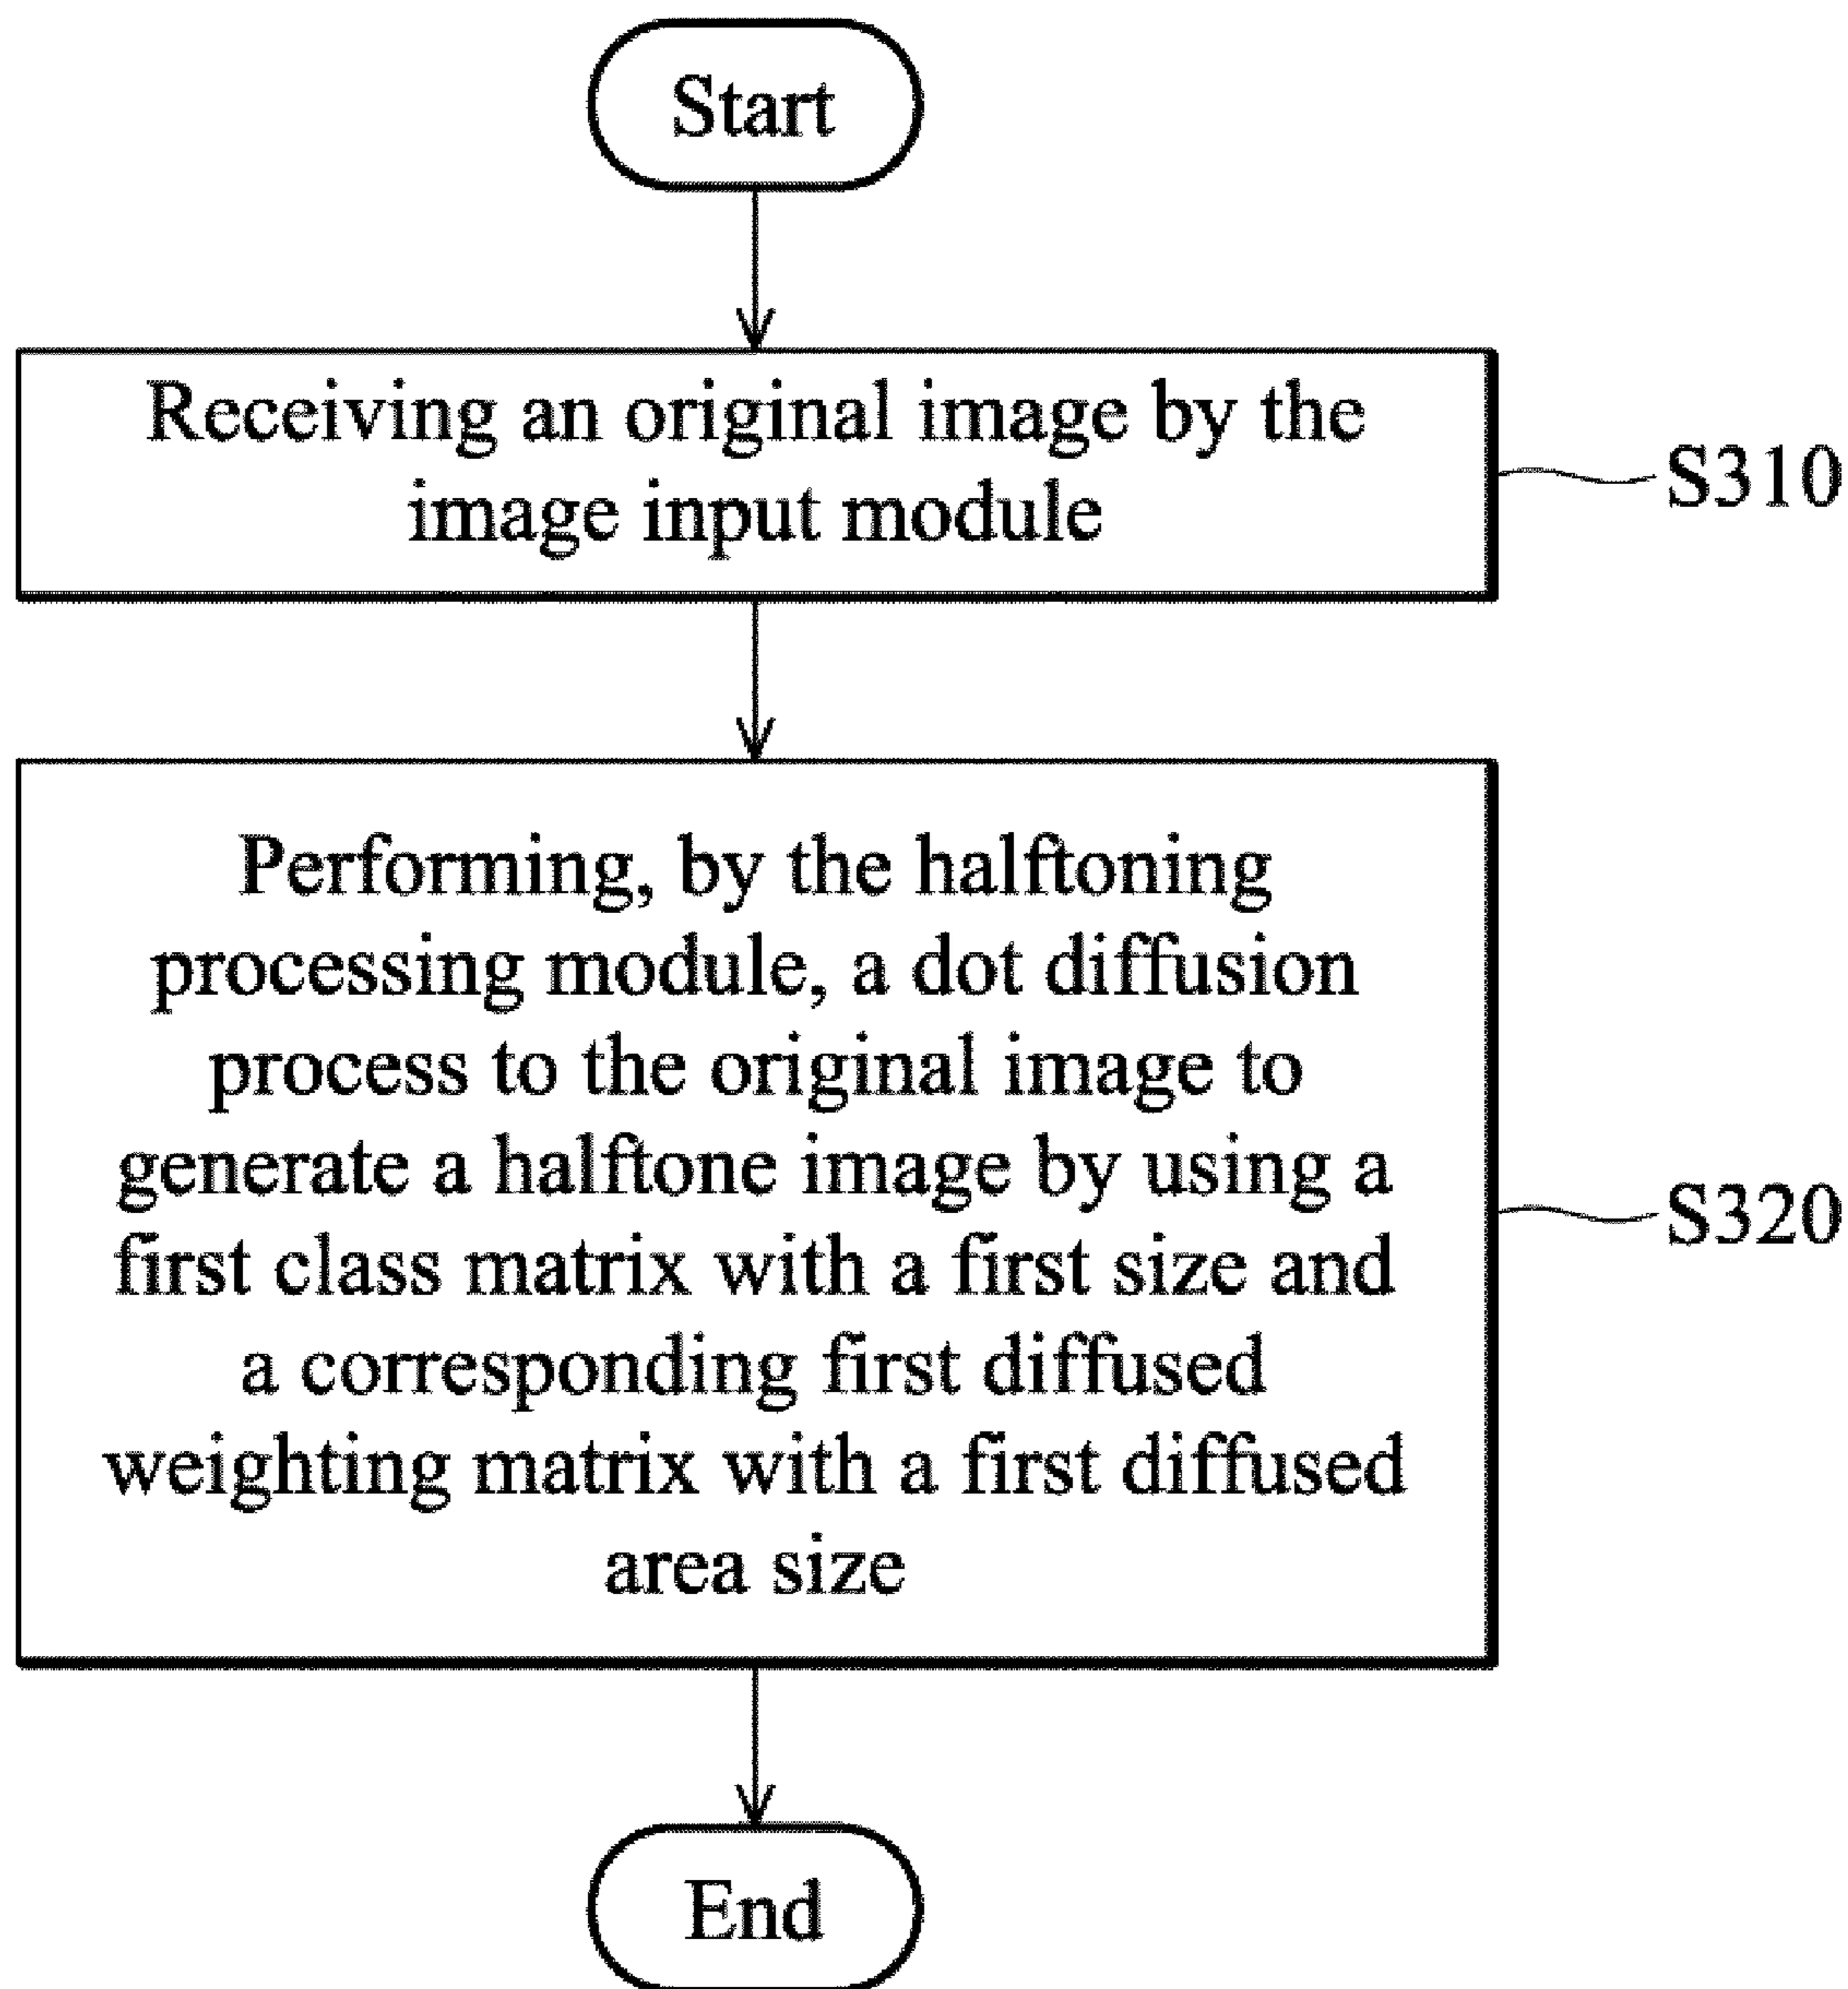 Start
Receiving an original image by the
image input module
S310
Performing, by the halftoning
processing module, a dot diffusion
process to the original image to
generate a halftone image by using a
first class matrix with a first size and
a corresponding first diffused
weighting matrix with a first diffused
area size
S320
End